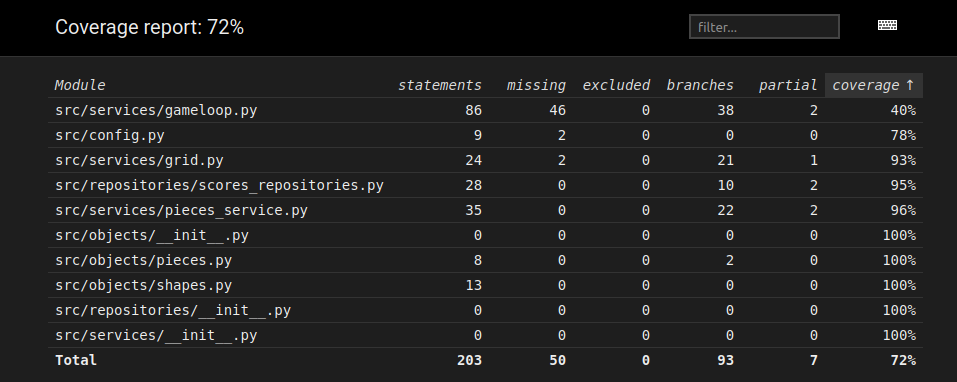 Coverage report: 72%
filter...
Module statements missing excluded branches partial coverage ↑
src/services/gameloop.py 86 46 0 38 2 40%
src/config.py 9 2 0 0 0 78%
src/services/grid.py 24 2 0 21 1 93%
src/repositories/scores_repositories.py 28 0 0 10 2 95%
src/services/pieces_service.py 35 0 0 22 2 96%
src/objects/__init__.py 0 0 0 0 0 100%
src/objects/pieces.py 8 0 0 2 0 100%
src/objects/shapes.py 13 0 0 0 0 100%
src/repositories/__init__.py 0 0 0 0 0 100%
src/services/__init__.py 0 0 0 0 0 100%
Total 203 50 0 93 7 72%